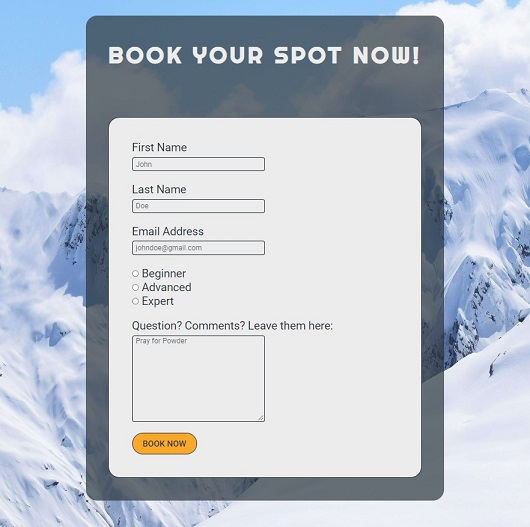 BOOK YOUR SPOT NOW!
First Name
John
Last Name
Doe
Email Address
johndoe@gmail.com
Beginner
Advanced
Expert
Question? Comments? Leave them here:
Pray for Powder
BOOK NOW